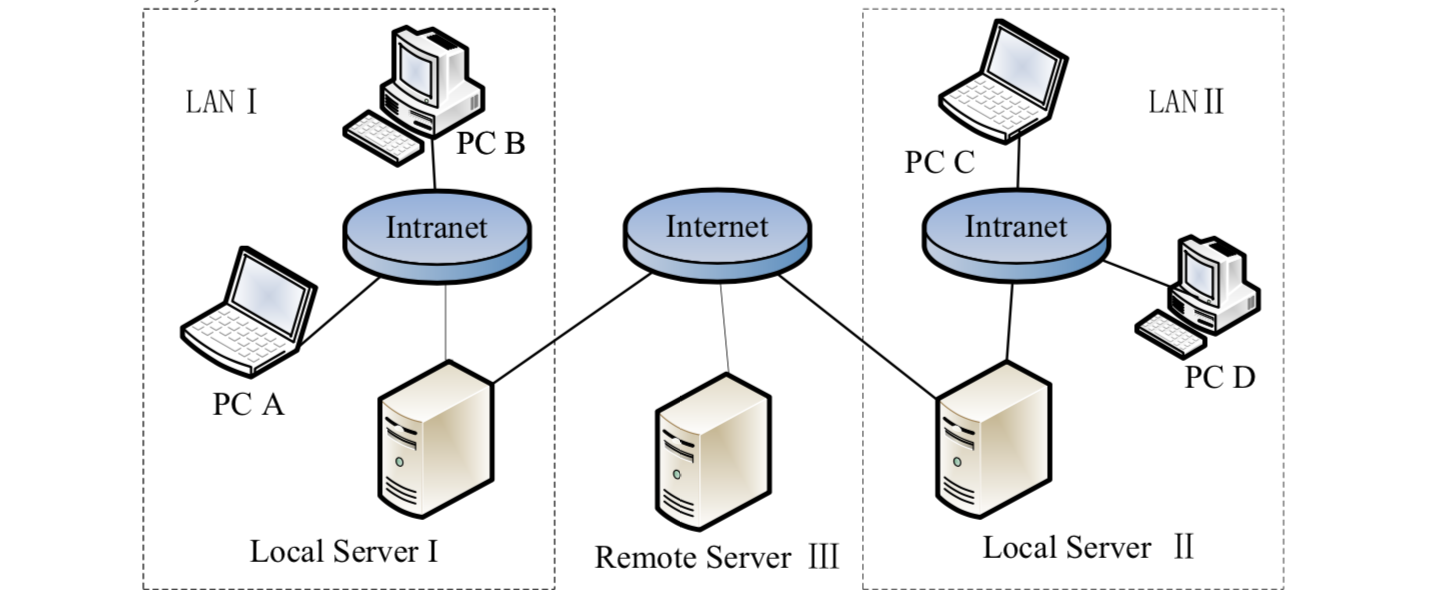 LAN Ⅰ
PC B
Intranet
PC A
Local Server I
Internet
Remote Server Ⅲ
LAN Ⅱ
PC C
Intranet
PC D
Local Server Ⅱ